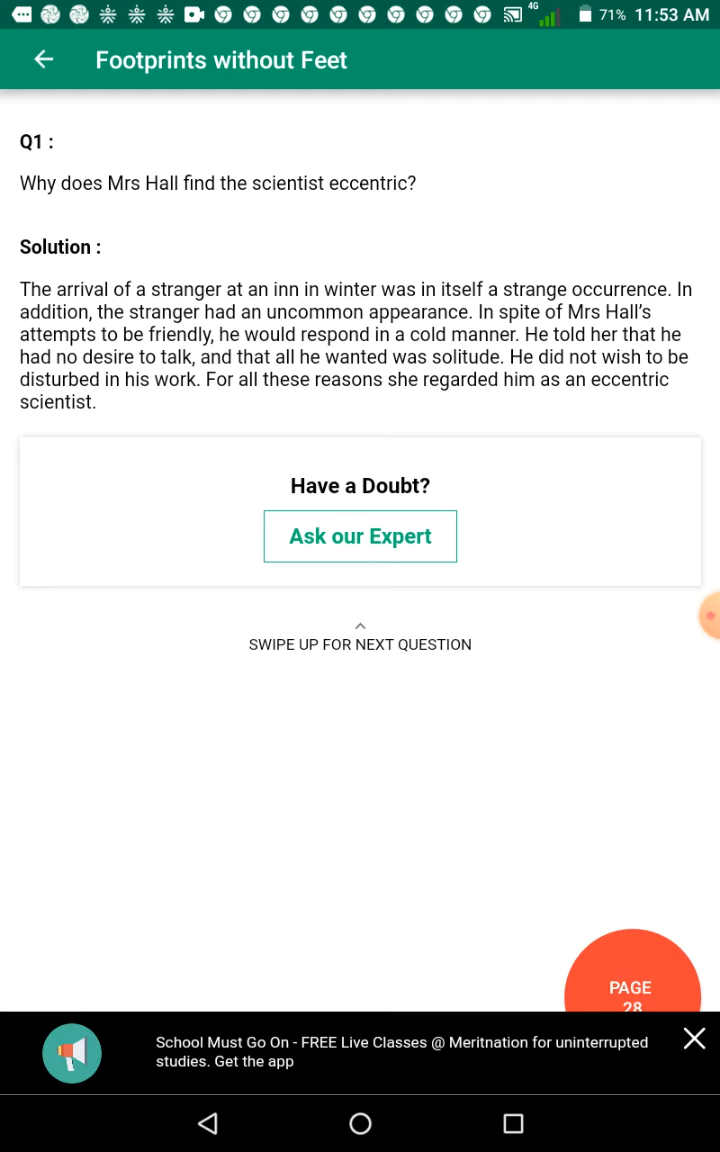 4G
71% 11:53 AM
Footprints without Feet
Q1 :
Why does Mrs Hall find the scientist eccentric?
Solution :
The arrival of a stranger at an inn in winter was in itself a strange occurrence. In
addition, the stranger had an uncommon appearance. In spite of Mrs Hall’s
attempts to be friendly, he would respond in a cold manner. He told her that he
had no desire to talk, and that all he wanted was solitude. He did not wish to be
disturbed in his work. For all these reasons she regarded him as an eccentric
scientist.
Have a Doubt?
Ask our Expert
SWIPE UP FOR NEXT QUESTION
PAGE
28
School Must Go On - FREE Live Classes @ Meritnation for uninterrupted
studies. Get the app